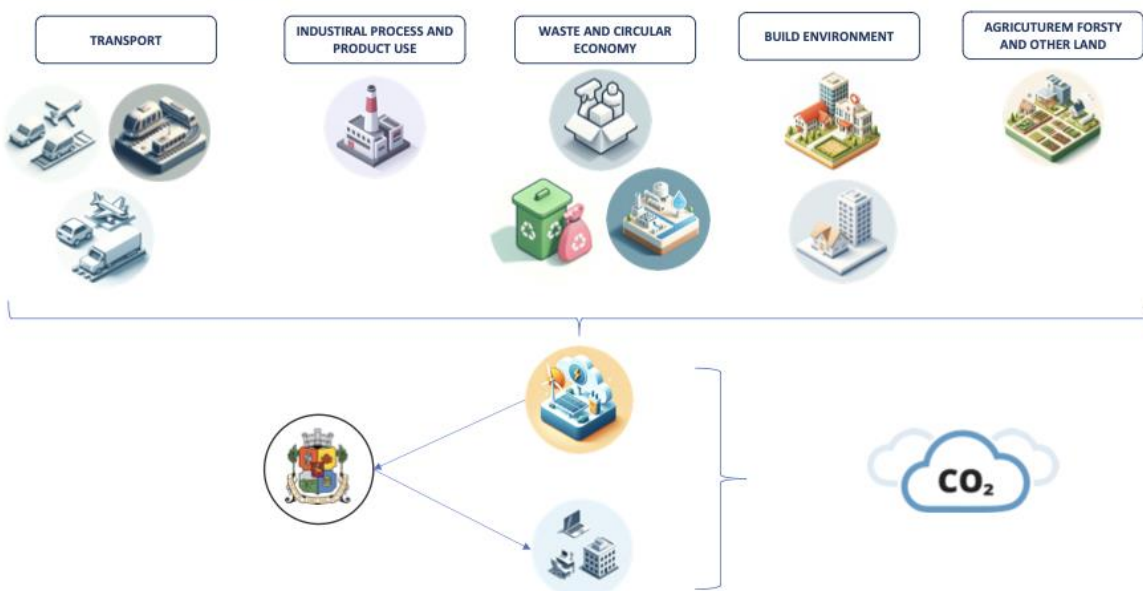 TRANSPORT
INDUSTIRAL PROCESS AND
PRODUCT USE
WASTE AND CIRCULAR
ECONOMY
BUILD ENVIRONMENT
AGRICUTUREM FORSTY
AND OTHER LAND
CO₂